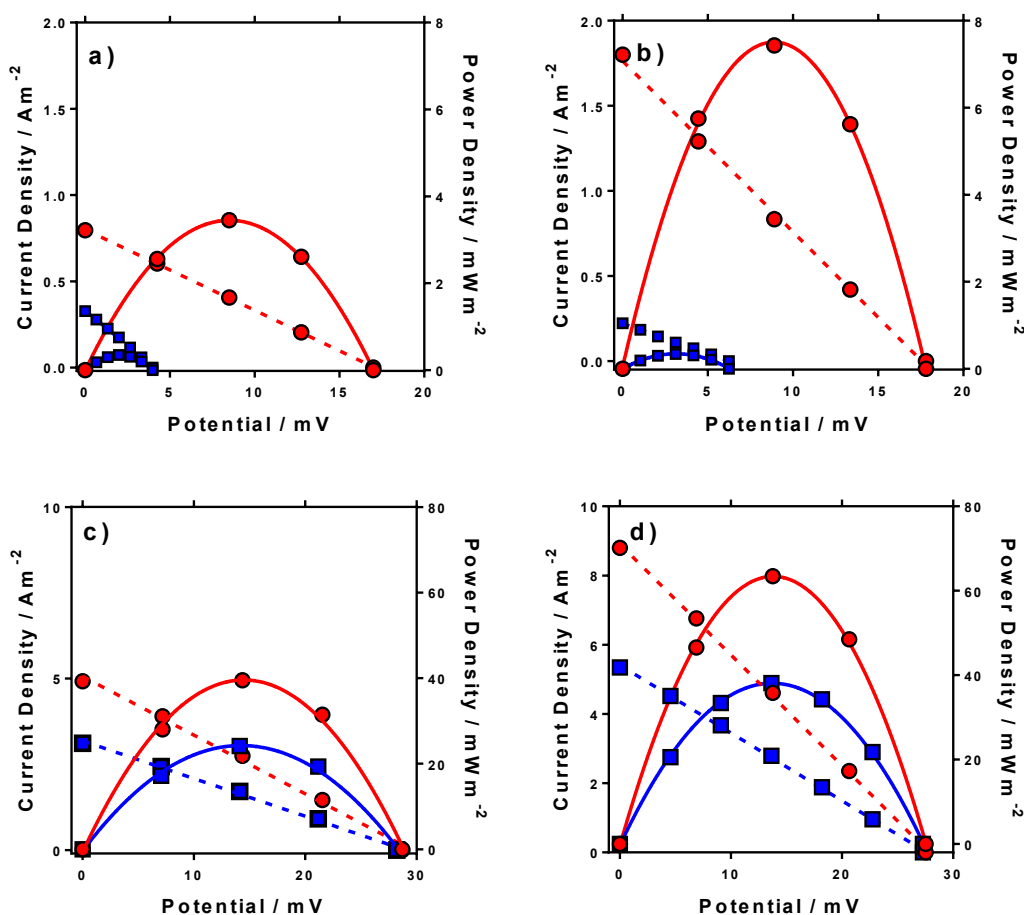 a)
2.0
1.5
1.0
0.5
0.0
Current Density / Am⁻²
8
6
4
2
0
Power Density / mWm⁻²
0 5 10 15 20
Potential / mV
b)
2.0
1.5
1.0
0.5
0.0
Current Density / Am⁻²
8
6
4
2
0
Power Density / mWm⁻²
0 5 10 15 20
Potential / mV
c)
10
5
0
Current Density / Am⁻²
80
60
40
20
0
Power Density / mWm⁻²
0 10 20 30
Potential / mV
d)
10
8
6
4
2
0
Current Density / Am⁻²
80
60
40
20
0
Power Density / mWm⁻²
0 10 20 30
Potential / mV